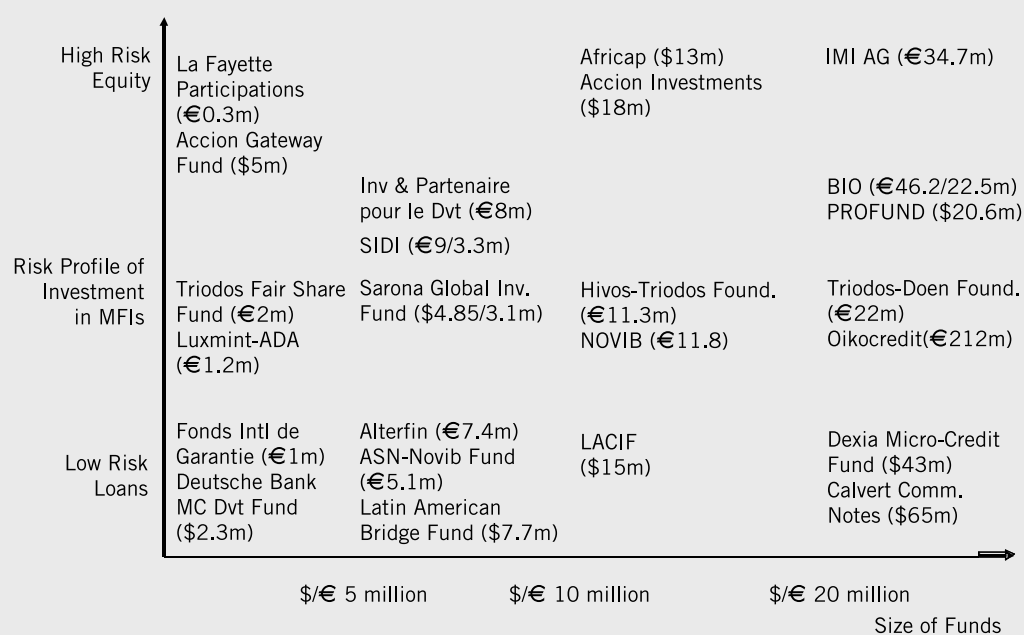 High Risk
Equity
La Fayette
Participations
(€0.3m)
Accion Gateway
Fund ($5m)
Africap ($13m)
Accion Investments
($18m)
IMI AG (€34.7m)
Inv & Partenaire
pour le Dvt (€8m)
SIDI (€9/3.3m)
BIO (€46.2/22.5m)
PROFUND ($20.6m)
Risk Profile of
Investment
in MFIs
Triodos Fair Share
Fund (€2m)
Luxmint-ADA
(€1.2m)
Sarona Global Inv.
Fund ($4.85/3.1m)
Hivos-Triodos Found.
(€11.3m)
NOVIB (€11.8)
Triodos-Doen Found.
(€22m)
Oikocredit(€212m)
Low Risk
Loans
Fonds Intl de
Garantie (€1m)
Deutsche Bank
MC Dvt Fund
($2.3m)
Alterfin (€7.4m)
ASN-Novib Fund
(€5.1m)
Latin American
Bridge Fund ($7.7m)
LACIF
($15m)
Dexia Micro-Credit
Fund ($43m)
Calvert Comm.
Notes ($65m)
$/€ 5 million
$/€ 10 million
$/€ 20 million
Size of Funds